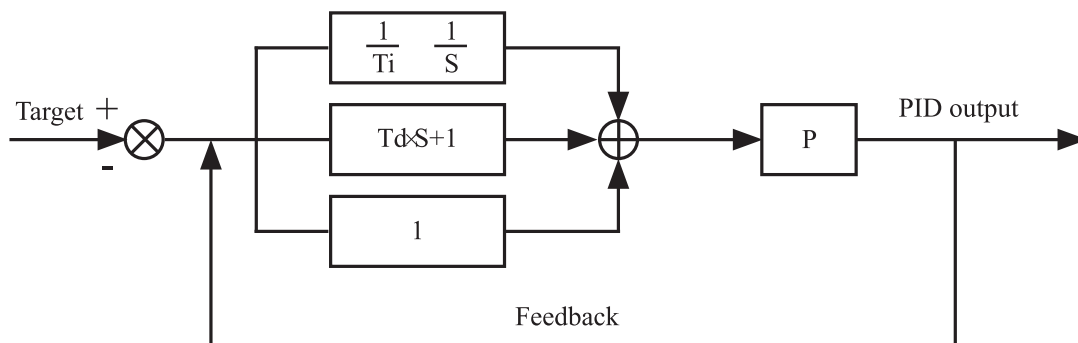 1 1
Ti S
Target +
-
Td×S+1
P
PID output
1
Feedback